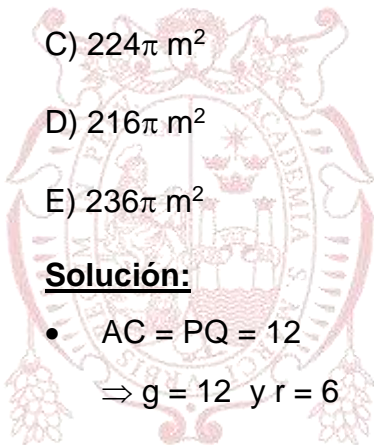 C) 224π m²
D) 216π m²
E) 236π m²
Solución:
• AC = PQ = 12
⇒ g = 12 y r = 6